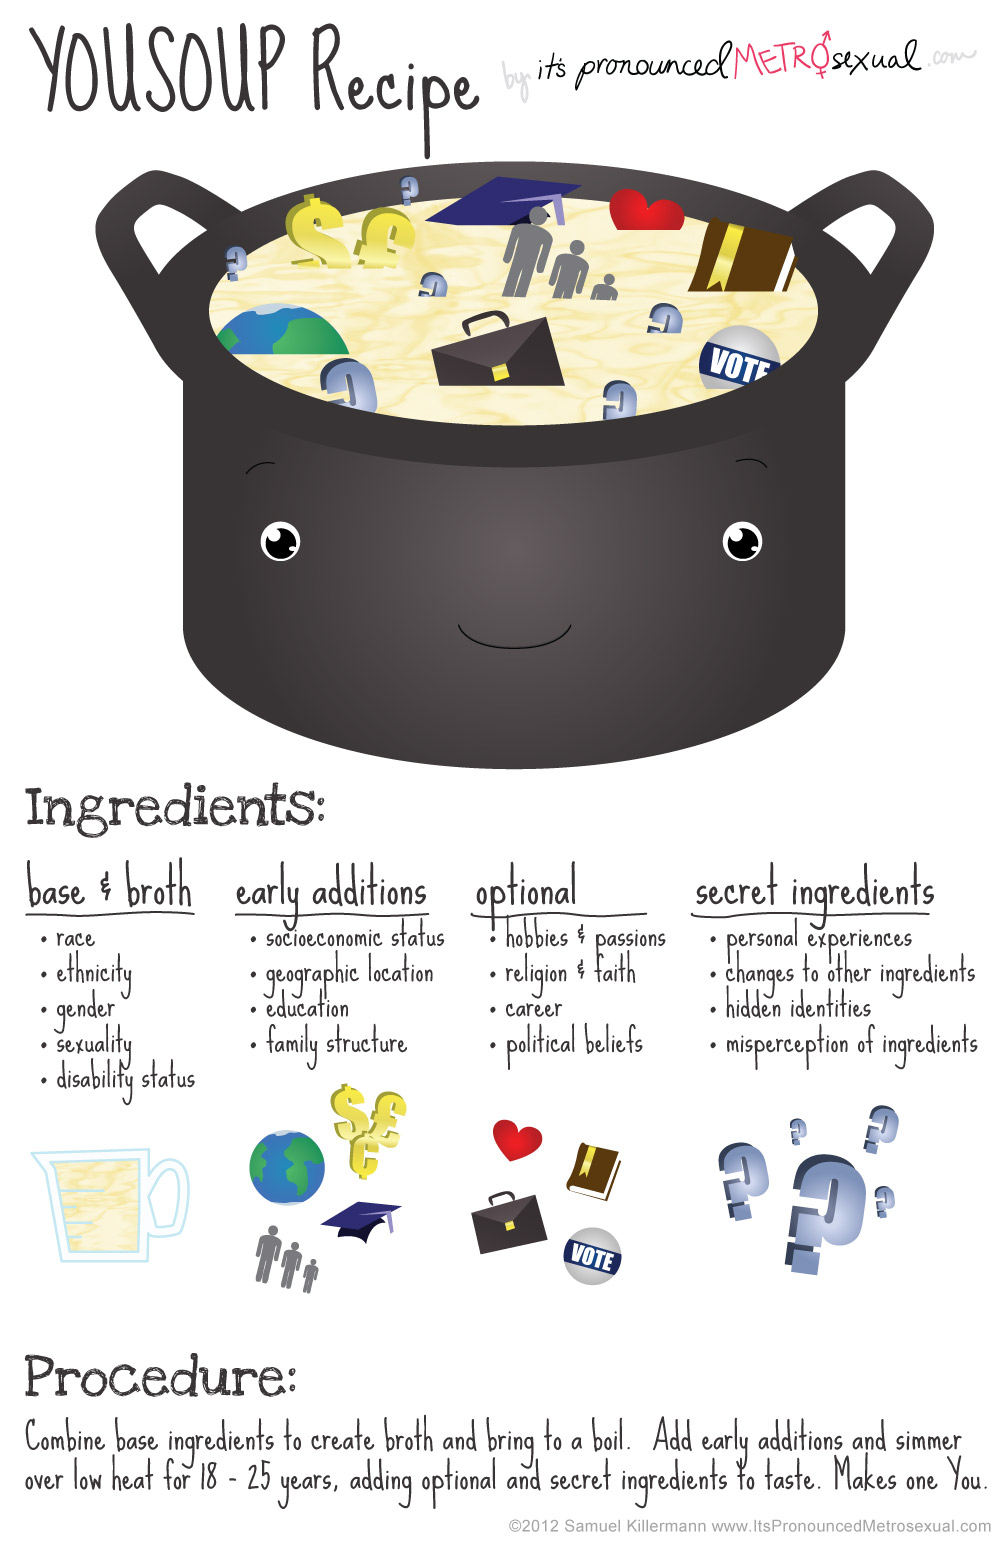 YOUSOUP Recipe by: it's pronounced METROsexual.com
VOTE
Ingredients:
base & broth
• race
• ethnicity
• gender
• sexuality
• disability status
early additions
• socioeconomic status
• geographic location
• education
• family structure
optional
• hobbies & passions
• religion & faith
• career
• political beliefs
secret ingredients
• personal experiences
• changes to other ingredients
• hidden identities
• misperception of ingredients
VOTE
Procedure:
Combine base ingredients to create broth and bring to a boil. Add early additions and simmer
over low heat for 18 - 25 years, adding optional and secret ingredients to taste. Makes one You.
©2012 Samuel Killermann www.ItsPronouncedMetrosexual.com